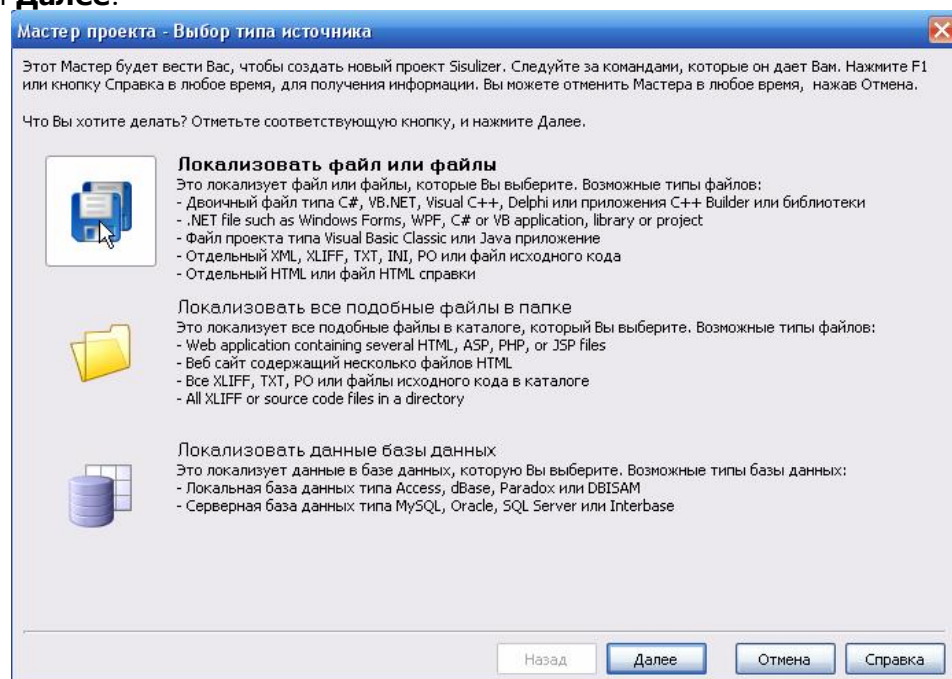 Далее.
Мастер проекта - Выбор типа источника
Этот Мастер будет вести Вас, чтобы создать новый проект Sisulizer. Следуйте за командами, которые он дает Вам. Нажмите F1
или кнопку Справка в любое время, для получения информации. Вы можете отменить Мастера в любое время, нажав Отмена.
Что Вы хотите делать? Отметьте соответствующую кнопку, и нажмите Далее.
Локализовать файл или файлы
Это локализует файл или файлы, которые Вы выберите. Возможные типы файлов:
- Двоичный файл типа C#, VB.NET, Visual C++, Delphi или приложения C++ Builder или библиотеки
- .NET file such as Windows Forms, WPF, C# or VB application, library or project
- Файл проекта типа Visual Basic Classic или Java приложение
- Отдельный XML, XLIFF, TXT, INI, PO или файл исходного кода
- Отдельный HTML или файл HTML справки
Локализовать все подобные файлы в папке
Это локализует все подобные файлы в каталоге, который Вы выберите. Возможные типы файлов:
- Web application containing several HTML, ASP, PHP, or JSP files
- Веб сайт содержащий несколько файлов HTML
- Все XLIFF, TXT, PO или файлы исходного кода в каталоге
- All XLIFF or source code files in a directory
Локализовать данные базы данных
Это локализует данные в базе данных, которую Вы выберите. Возможные типы базы данных:
- Локальная база данных типа Access, dBase, Paradox или DBISAM
- Серверная база данных типа MySQL, Oracle, SQL Server или Interbase
Назад Далее Отмена Справка